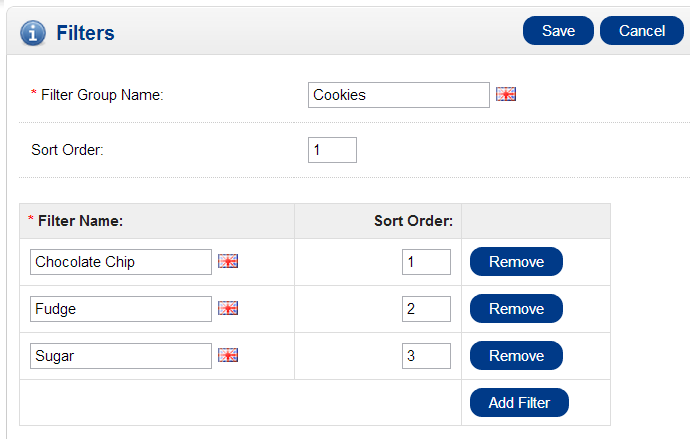 Filters Save Cancel
* Filter Group Name: Cookies
Sort Order: 1
* Filter Name: Sort Order:
Chocolate Chip 1 Remove
Fudge 2 Remove
Sugar 3 Remove
Add Filter